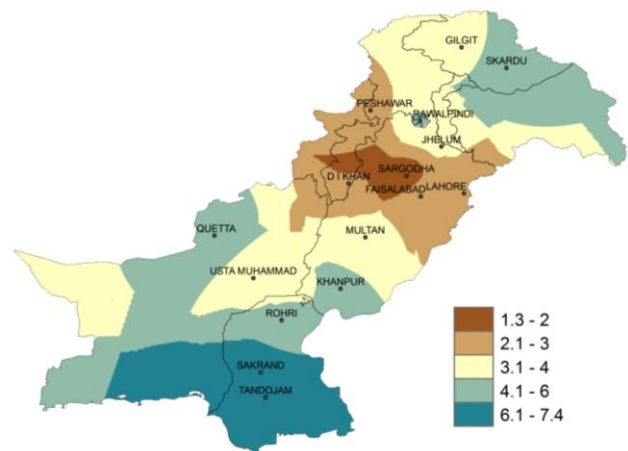 GILGIT
SKARDU
PESHAWAR
RAWALPINDI
JHELUM
SARGODHA
D I KHAN
FAISALABAD
LAHORE
QUETTA
MULTAN
USTA MUHAMMAD
KHANPUR
ROHRI
SAKRAND
TANDOJAM
1.3 - 2
2.1 - 3
3.1 - 4
4.1 - 6
6.1 - 7.4